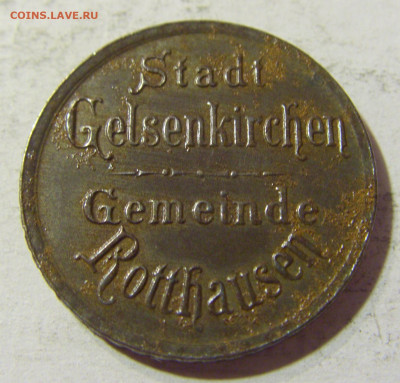 COINS.LAVE.RU
Stadt
Gelsenkirchen
Gemeinde
Rotthausen